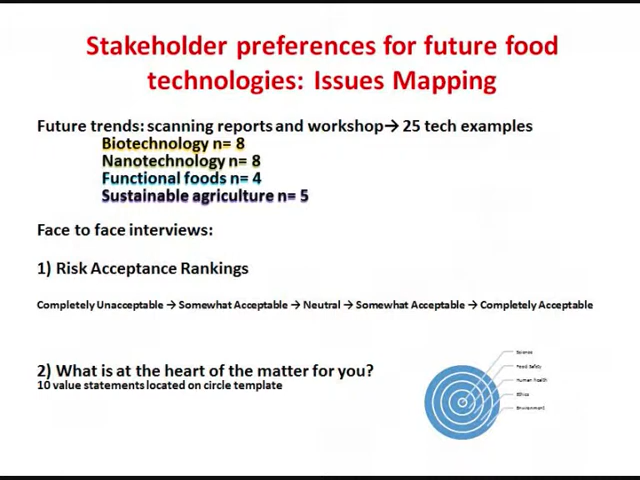 Stakeholder preferences for future food
technologies: Issues Mapping
Future trends: scanning reports and workshop→ 25 tech examples
Biotechnology n= 8
Nanotechnology n= 8
Functional foods n= 4
Sustainable agriculture n= 5
Face to face interviews:
1) Risk Acceptance Rankings
Completely Unacceptable → Somewhat Acceptable → Neutral → Somewhat Acceptable → Completely Acceptable
2) What is at the heart of the matter for you?
10 value statements located on circle template
Science
Food Safety
Human health
Ethics
Environment